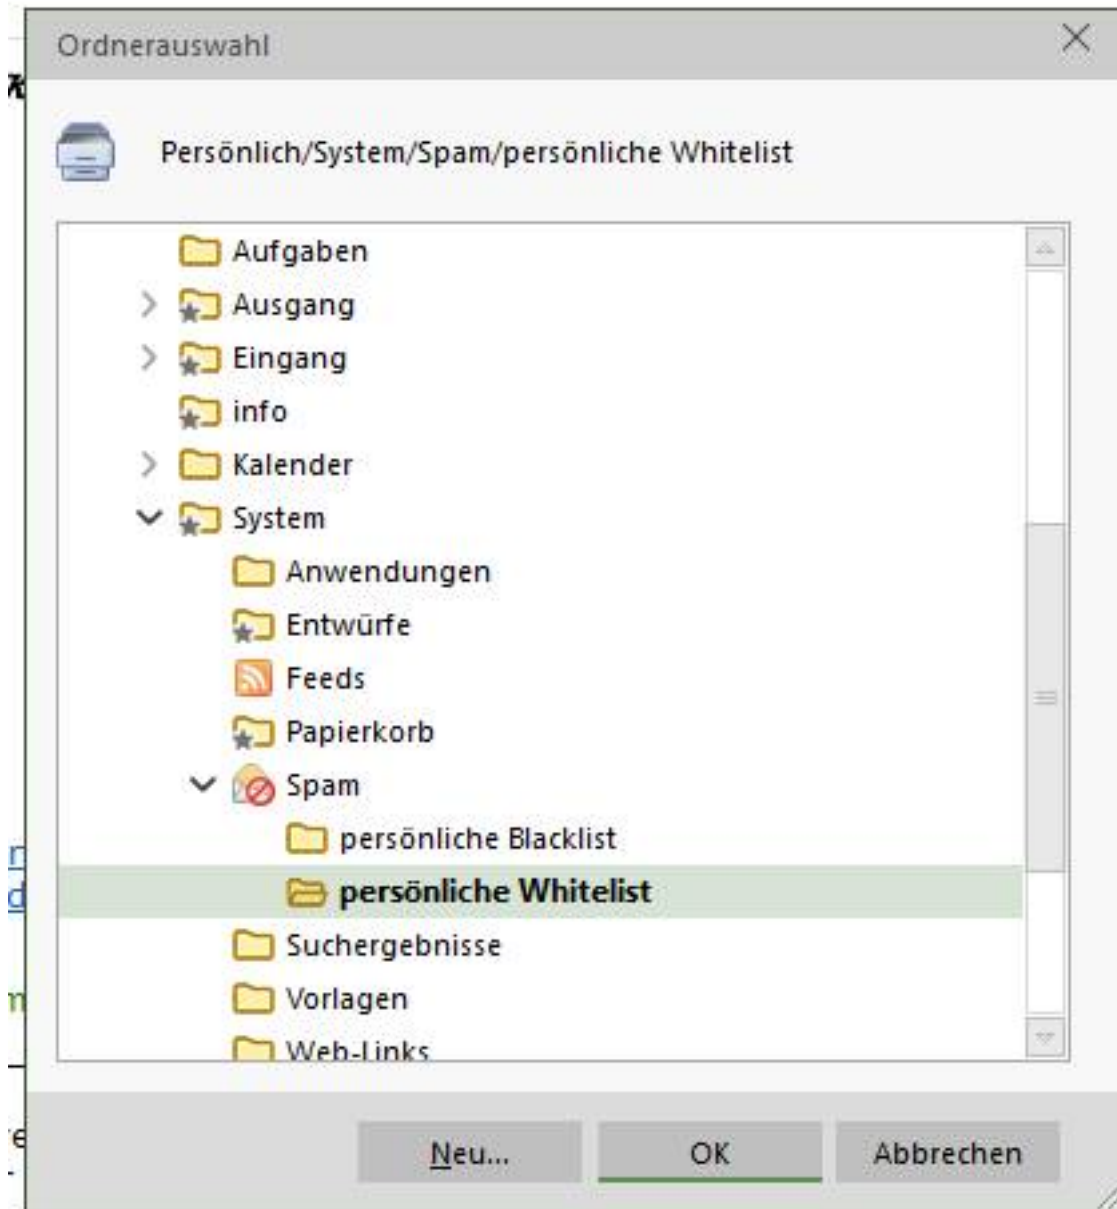 Ordnerauswahl
Persönlich/System/Spam/persönliche Whitelist
Aufgaben
Ausgang
Eingang
info
Kalender
System
Anwendungen
Entwürfe
Feeds
Papierkorb
Spam
persönliche Blacklist
persönliche Whitelist
Suchergebnisse
Vorlagen
Web-Links
Neu...
OK
Abbrechen